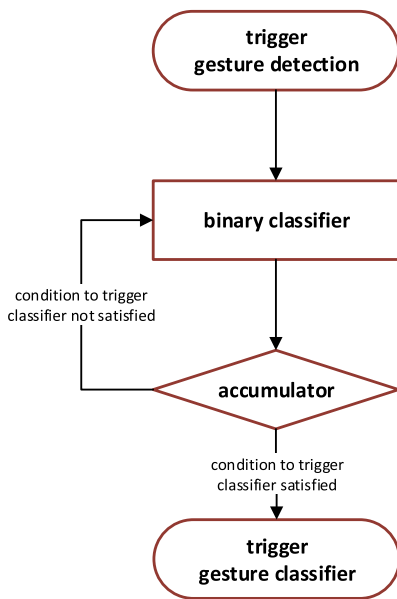 trigger
gesture detection
binary classifier
condition to trigger
classifier not satisfied
accumulator
condition to trigger
classifier satisfied
trigger
gesture classifier